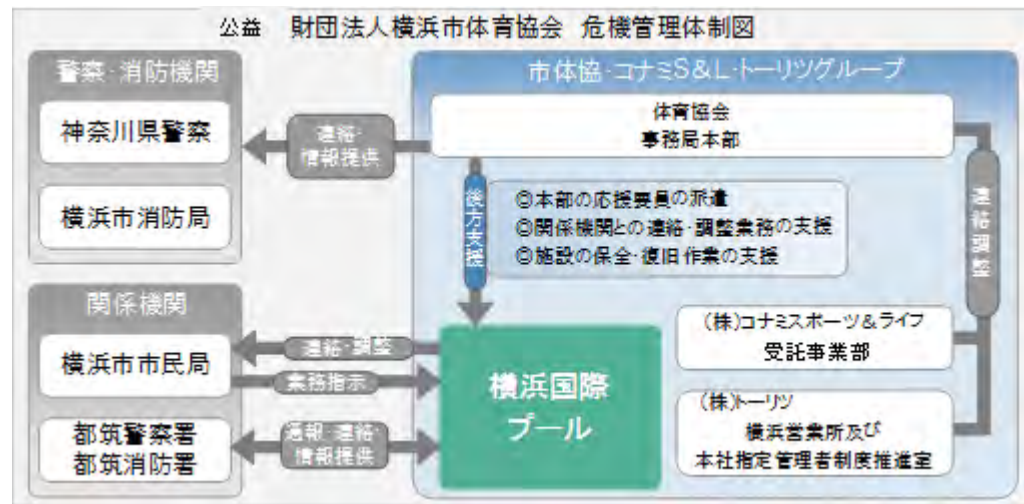 公益 財団法人横浜市体育協会 危機管理体制図
警察・消防機関
神奈川県警察
横浜市消防局
連絡・
情報提供
市体協・コナミS&L・トーリツグループ
体育協会
事務局本部
後方支援
◎本部の応援要員の派遣
◎関係機関との連絡・調整業務の支援
◎施設の保全・復旧作業の支援
連絡調整
関係機関
横浜市市民局
都筑警察署
都筑消防署
連絡・調整
業務指示
通報・連絡・
情報提供
横浜国際
プール
(株)コナミスポーツ&ライフ
受託事業部
(株)トーリツ
横浜営業所及び
本社指定管理者制度推進室